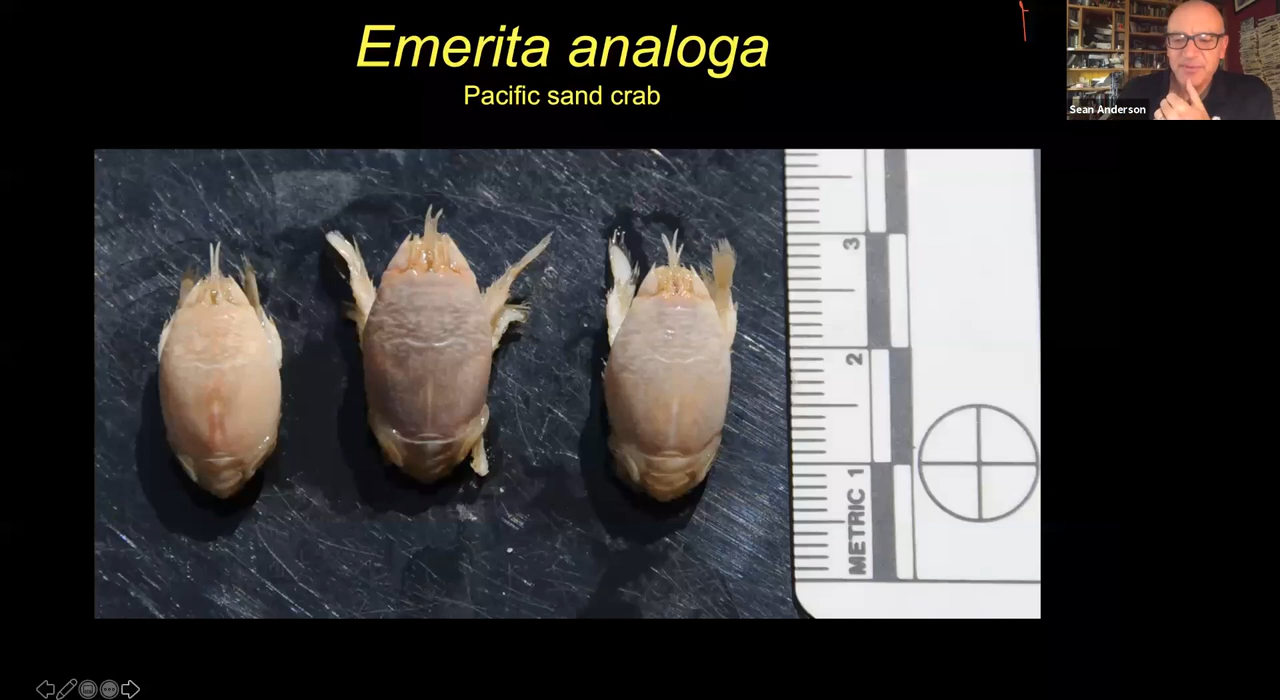 Emerita analoga
Pacific sand crab
Sean Anderson
3
2
METRIC 1